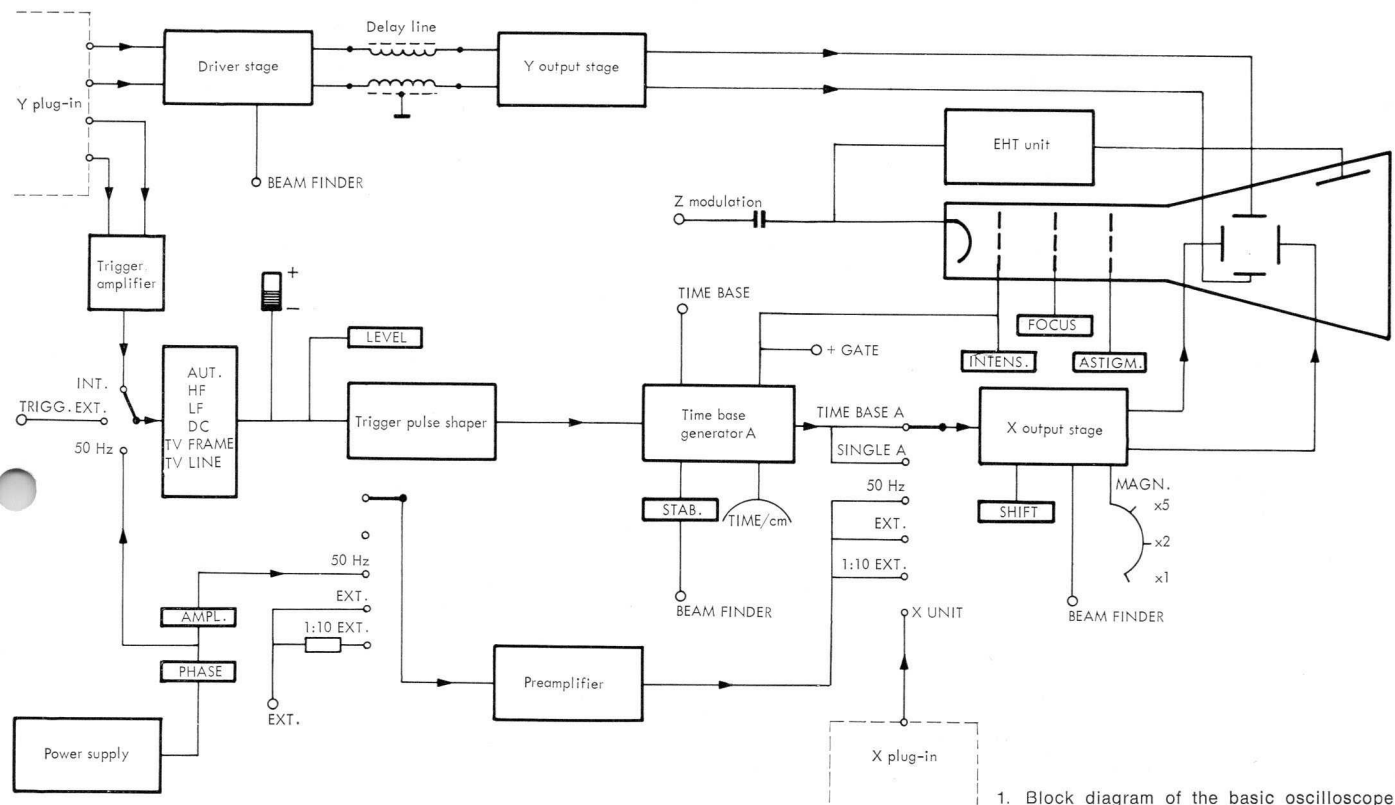 Y plug-in
Driver stage
Delay line
Y output stage
BEAM FINDER
EHT unit
Z modulation
Trigger
amplifier
+
–
LEVEL
TIME BASE
+ GATE
INTENS.
FOCUS
ASTIGM.
INT.
TRIGG. EXT.
50 Hz
AUT.
HF
LF
DC
TV FRAME
TV LINE
Trigger pulse shaper
Time base
generator A
TIME BASE A
SINGLE A
50 Hz
EXT.
1:10 EXT.
X output stage
MAGN.
x5
x2
x1
SHIFT
BEAM FINDER
STAB.
TIME/cm
BEAM FINDER
50 Hz
EXT.
1:10 EXT.
EXT.
AMPL.
PHASE
Power supply
Preamplifier
X UNIT
X plug-in
1. Block diagram of the basic oscilloscope